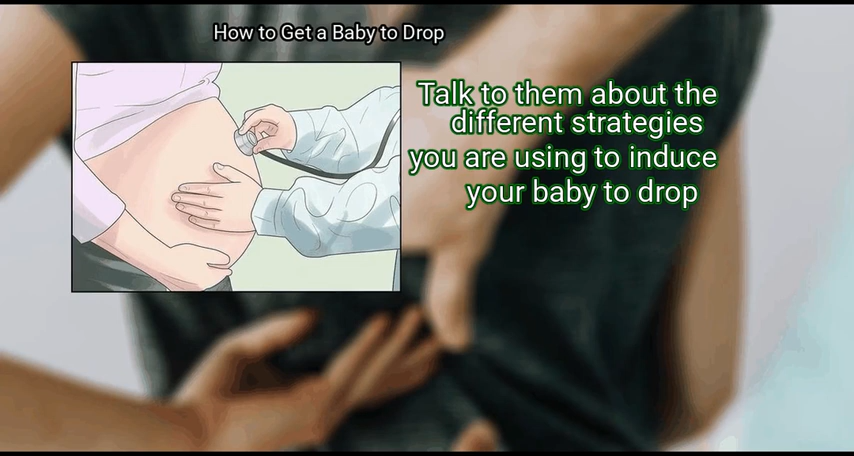 How to Get a Baby to Drop
Talk to them about the
different strategies
you are using to induce
your baby to drop